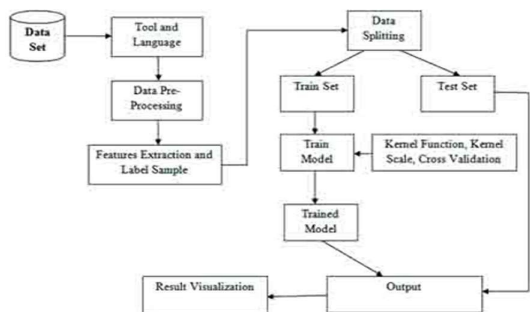 Data
Set
Tool and
Language
Data Pre-
Processing
Features Extraction and
Label Sample
Data
Splitting
Train Set
Test Set
Train
Model
Kernel Function, Kernel
Scale, Cross Validation
Trained
Model
Output
Result Visualization